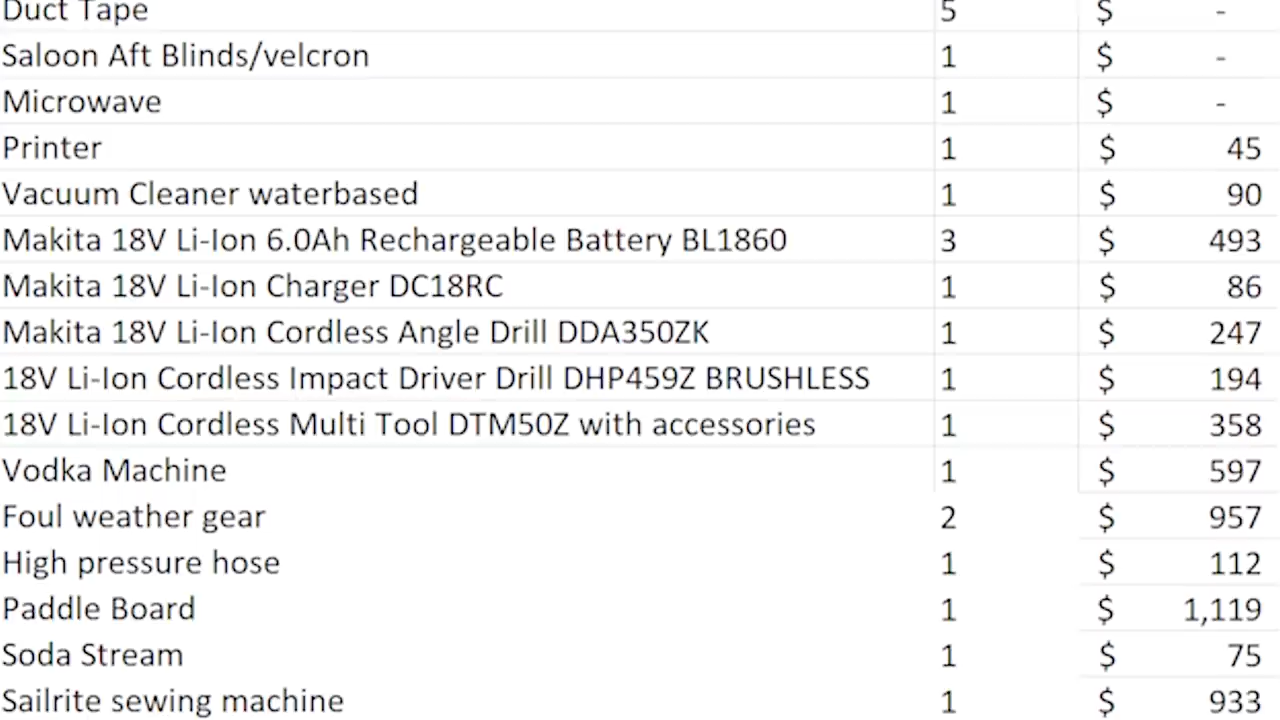 Duct Tape 5 $ -
Saloon Aft Blinds/velcron 1 $ -
Microwave 1 $ -
Printer 1 $ 45
Vacuum Cleaner waterbased 1 $ 90
Makita 18V Li-Ion 6.0Ah Rechargeable Battery BL1860 3 $ 493
Makita 18V Li-Ion Charger DC18RC 1 $ 86
Makita 18V Li-Ion Cordless Angle Drill DDA350ZK 1 $ 247
18V Li-Ion Cordless Impact Driver Drill DHP459Z BRUSHLESS 1 $ 194
18V Li-Ion Cordless Multi Tool DTM50Z with accessories 1 $ 358
Vodka Machine 1 $ 597
Foul weather gear 2 $ 957
High pressure hose 1 $ 112
Paddle Board 1 $ 1,119
Soda Stream 1 $ 75
Sailrite sewing machine 1 $ 933